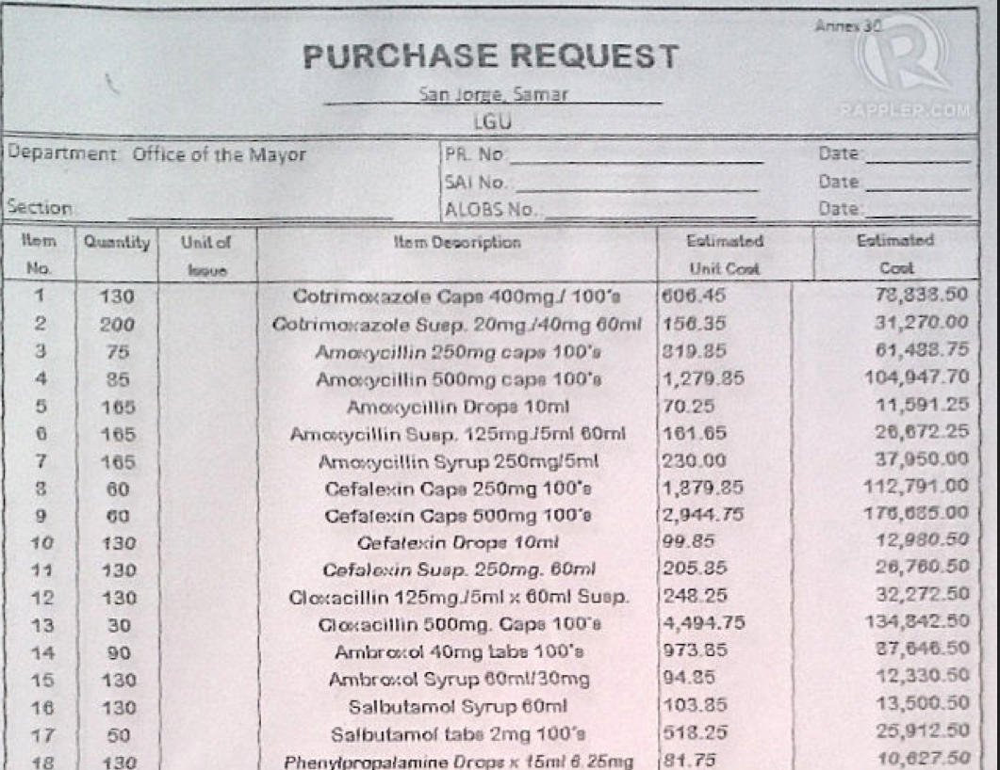 Annex 30
PURCHASE REQUEST
RAPPLER.COM
San Jorge, Samar
LGU
Department: Office of the Mayor PR. No. Date:
SAI No. Date
Section: ALOBS No.: Date:
Item No. Quantity Unit of Issue Item Description Estimated Unit Cost Estimated Cost
1 130 Cotrimoxazole Caps 400mg./ 100's 606.45 78,838.50
2 200 Cotrimoxazole Susp. 20mg./40mg 60ml 156.35 31,270.00
3 75 Amoxycillin 250mg caps 100's 819.85 61,488.75
4 85 Amoxycillin 500mg caps 100's 1,279.85 104,947.70
5 165 Amoxycillin Drops 10ml 70.25 11,591.25
6 165 Amoxycillin Susp. 125mg./5ml 60ml 161.65 26,672.25
7 165 Amoxycillin Syrup 250mg/5ml 230.00 37,950.00
8 60 Cefalexin Caps 250mg 100's 1,879.85 112,791.00
9 60 Cefalexin Caps 500mg 100's 2,944.75 176,685.00
10 130 Cefalexin Drops 10ml 99.85 12,980.50
11 130 Cefalexin Susp. 250mg. 60ml 205.85 26,760.50
12 130 Cloxacillin 125mg./5ml x 60ml Susp. 248.25 32,272.50
13 30 Cloxacillin 500mg. Caps 100's 4,494.75 134,842.50
14 90 Ambroxol 40mg tabs 100's 973.85 87,646.50
15 130 Ambroxol Syrup 60ml/30mg 94.85 12,330.50
16 130 Salbutamol Syrup 60ml 103.85 13,500.50
17 50 Salbutamol tabs 2mg 100's 518.25 25,912.50
18 130 Phenylpropalamine Drops x 15ml 6.25mg 81.75 10,627.50